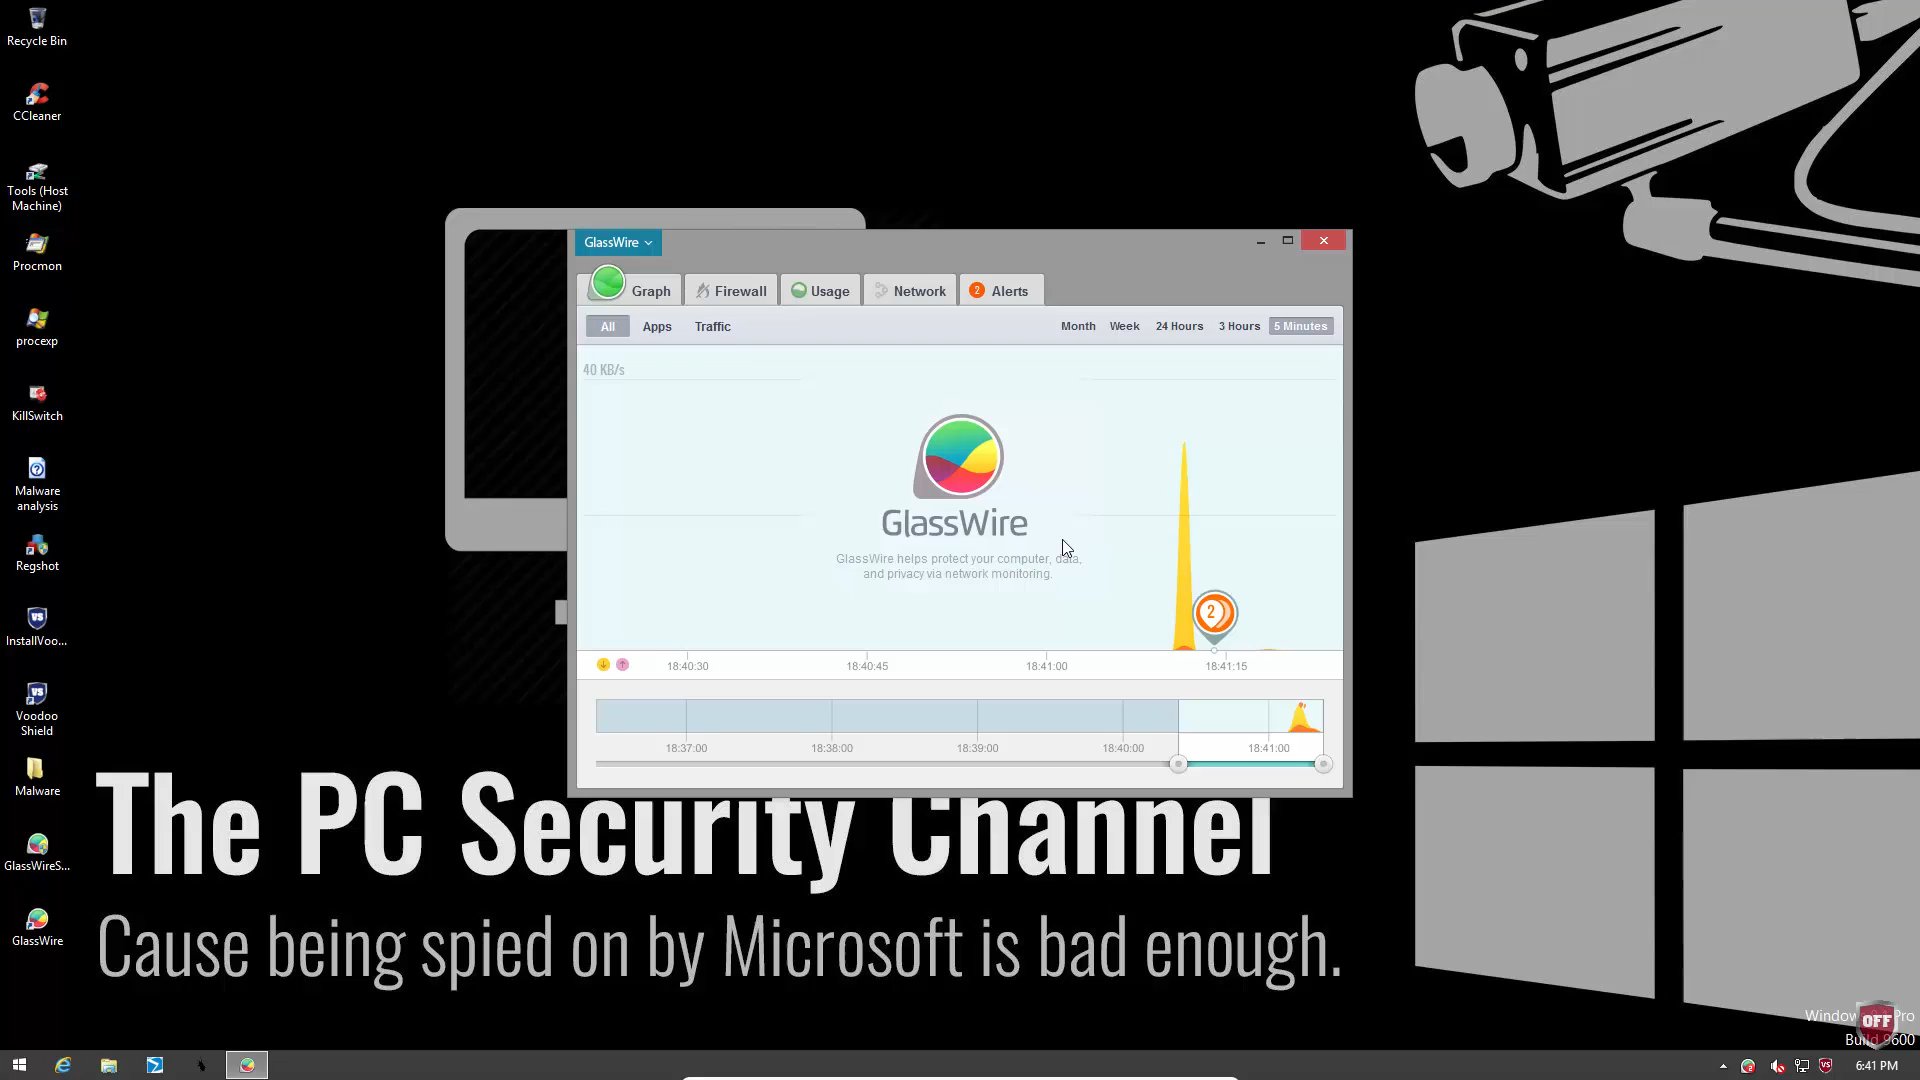 Recycle Bin
CCleaner
Tools (Host
Machine)
Procmon
procexp
KillSwitch
Malware
analysis
Regshot
InstallVoo...
Voodoo
Shield
Malware
GlassWireS...
GlassWire
GlassWire
Graph
Firewall
Usage
Network
2
Alerts
All
Apps
Traffic
Month
Week
24 Hours
3 Hours
5 Minutes
40 KB/s
GlassWire
GlassWire helps protect your computer, data,
and privacy via network monitoring.
2
18:40:30
18:40:45
18:41:00
18:41:15
18:37:00
18:38:00
18:39:00
18:40:00
18:41:00
The PC Security Channel
Cause being spied on by Microsoft is bad enough.
OFF
Pro
Build 9600
6:41 PM